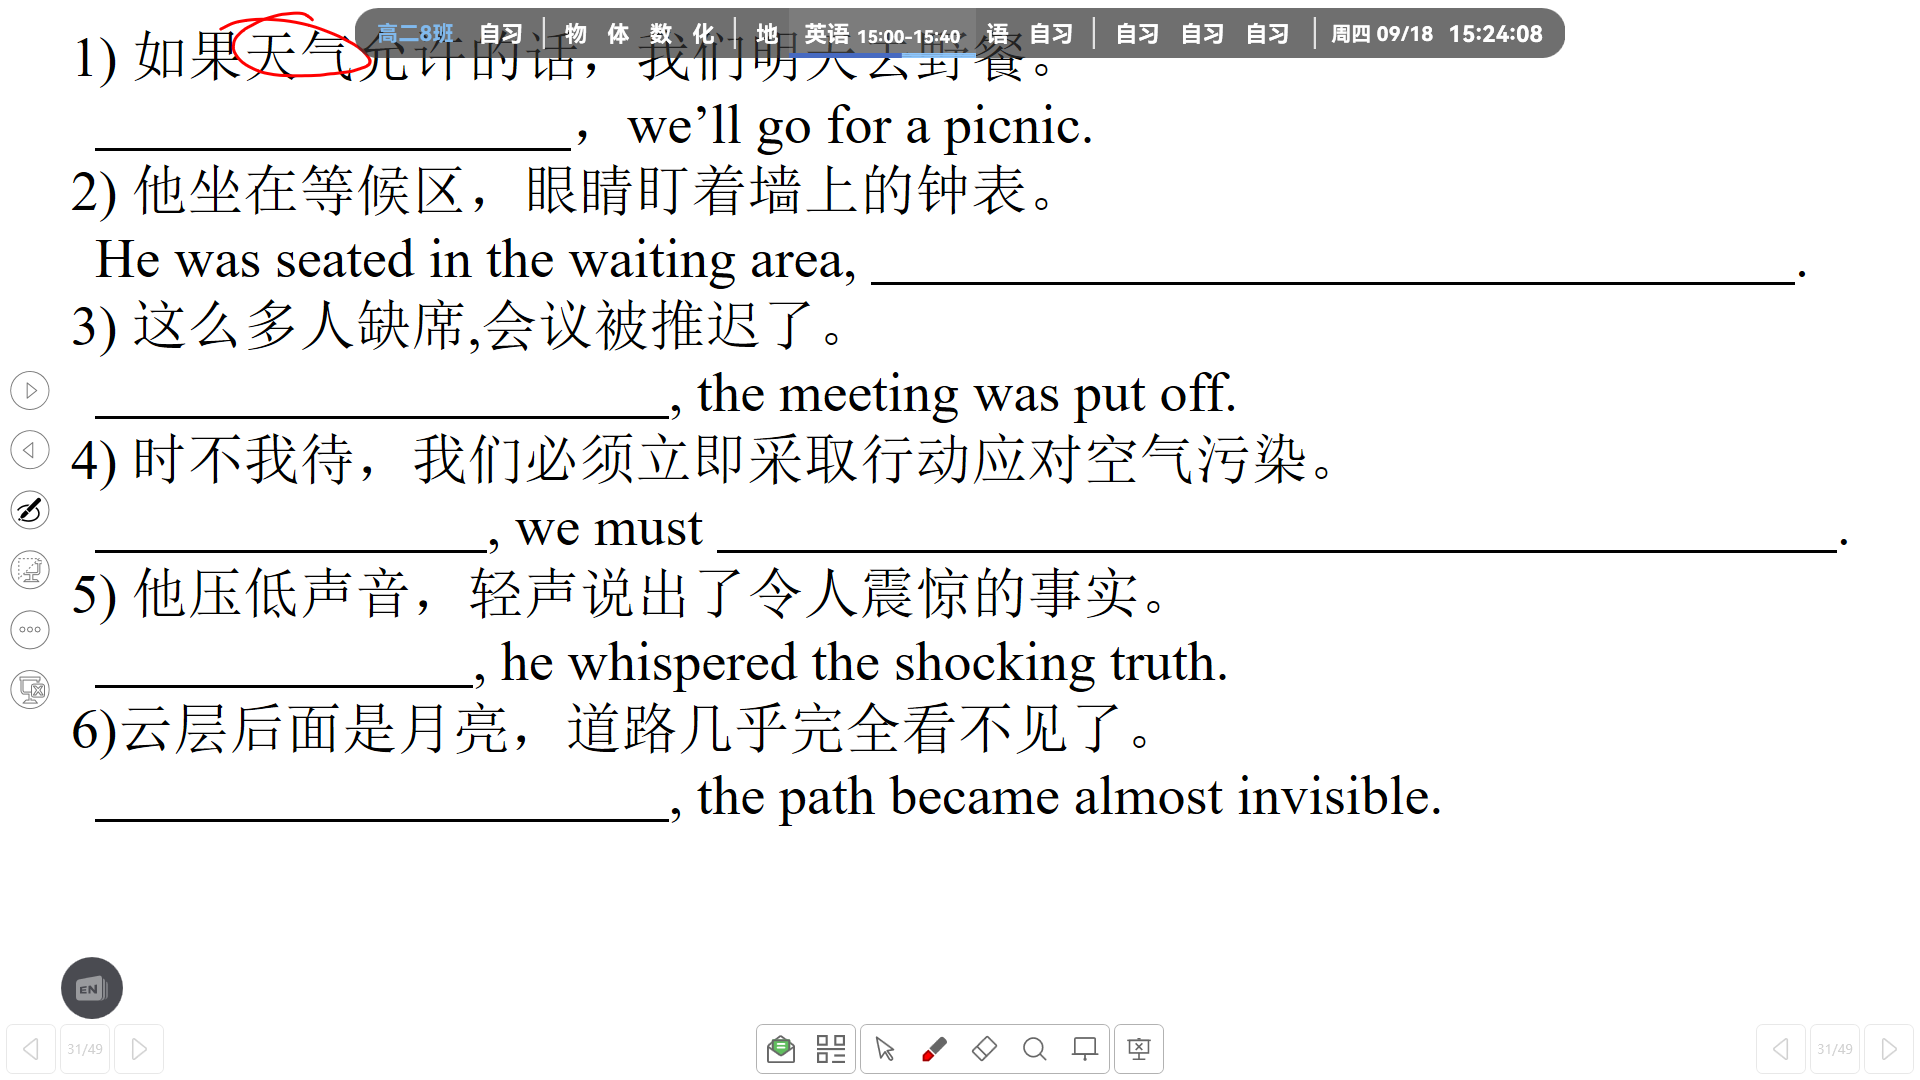 高二8班 自习 物 体 数 化 地 英语 15:00-15:40 语 自习 自习 自习 自习 周四 09/18 15:24:08
1) 如果天气允许的话，我们明天去野餐。
，we’ll go for a picnic.
2) 他坐在等候区，眼睛盯着墙上的钟表。
He was seated in the waiting area, .
3) 这么多人缺席,会议被推迟了。
, the meeting was put off.
4) 时不我待，我们必须立即采取行动应对空气污染。
, we must .
5) 他压低声音，轻声说出了令人震惊的事实。
, he whispered the shocking truth.
6)云层后面是月亮，道路几乎完全看不见了。
, the path became almost invisible.
EN
31/49
31/49